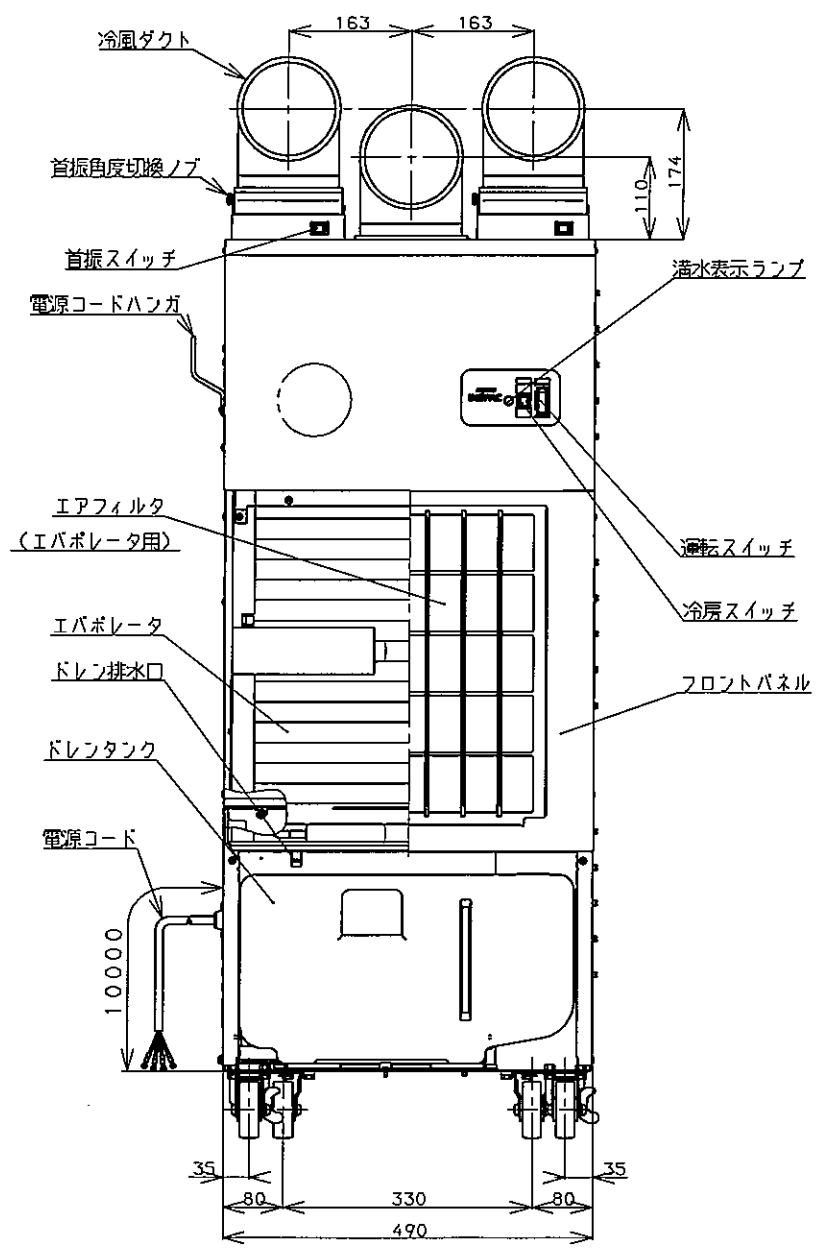 163
163
冷風ダクト
首振角度切換ノブ
174
110
首振スイッチ
満水表示ランプ
電源コードハンガ
エアフィルタ
(エバポレータ用)
運転スイッチ
冷房スイッチ
エバポレータ
ドレン排水口
フロントパネル
ドレンタンク
電源コード
10000
35
35
80
330
80
490